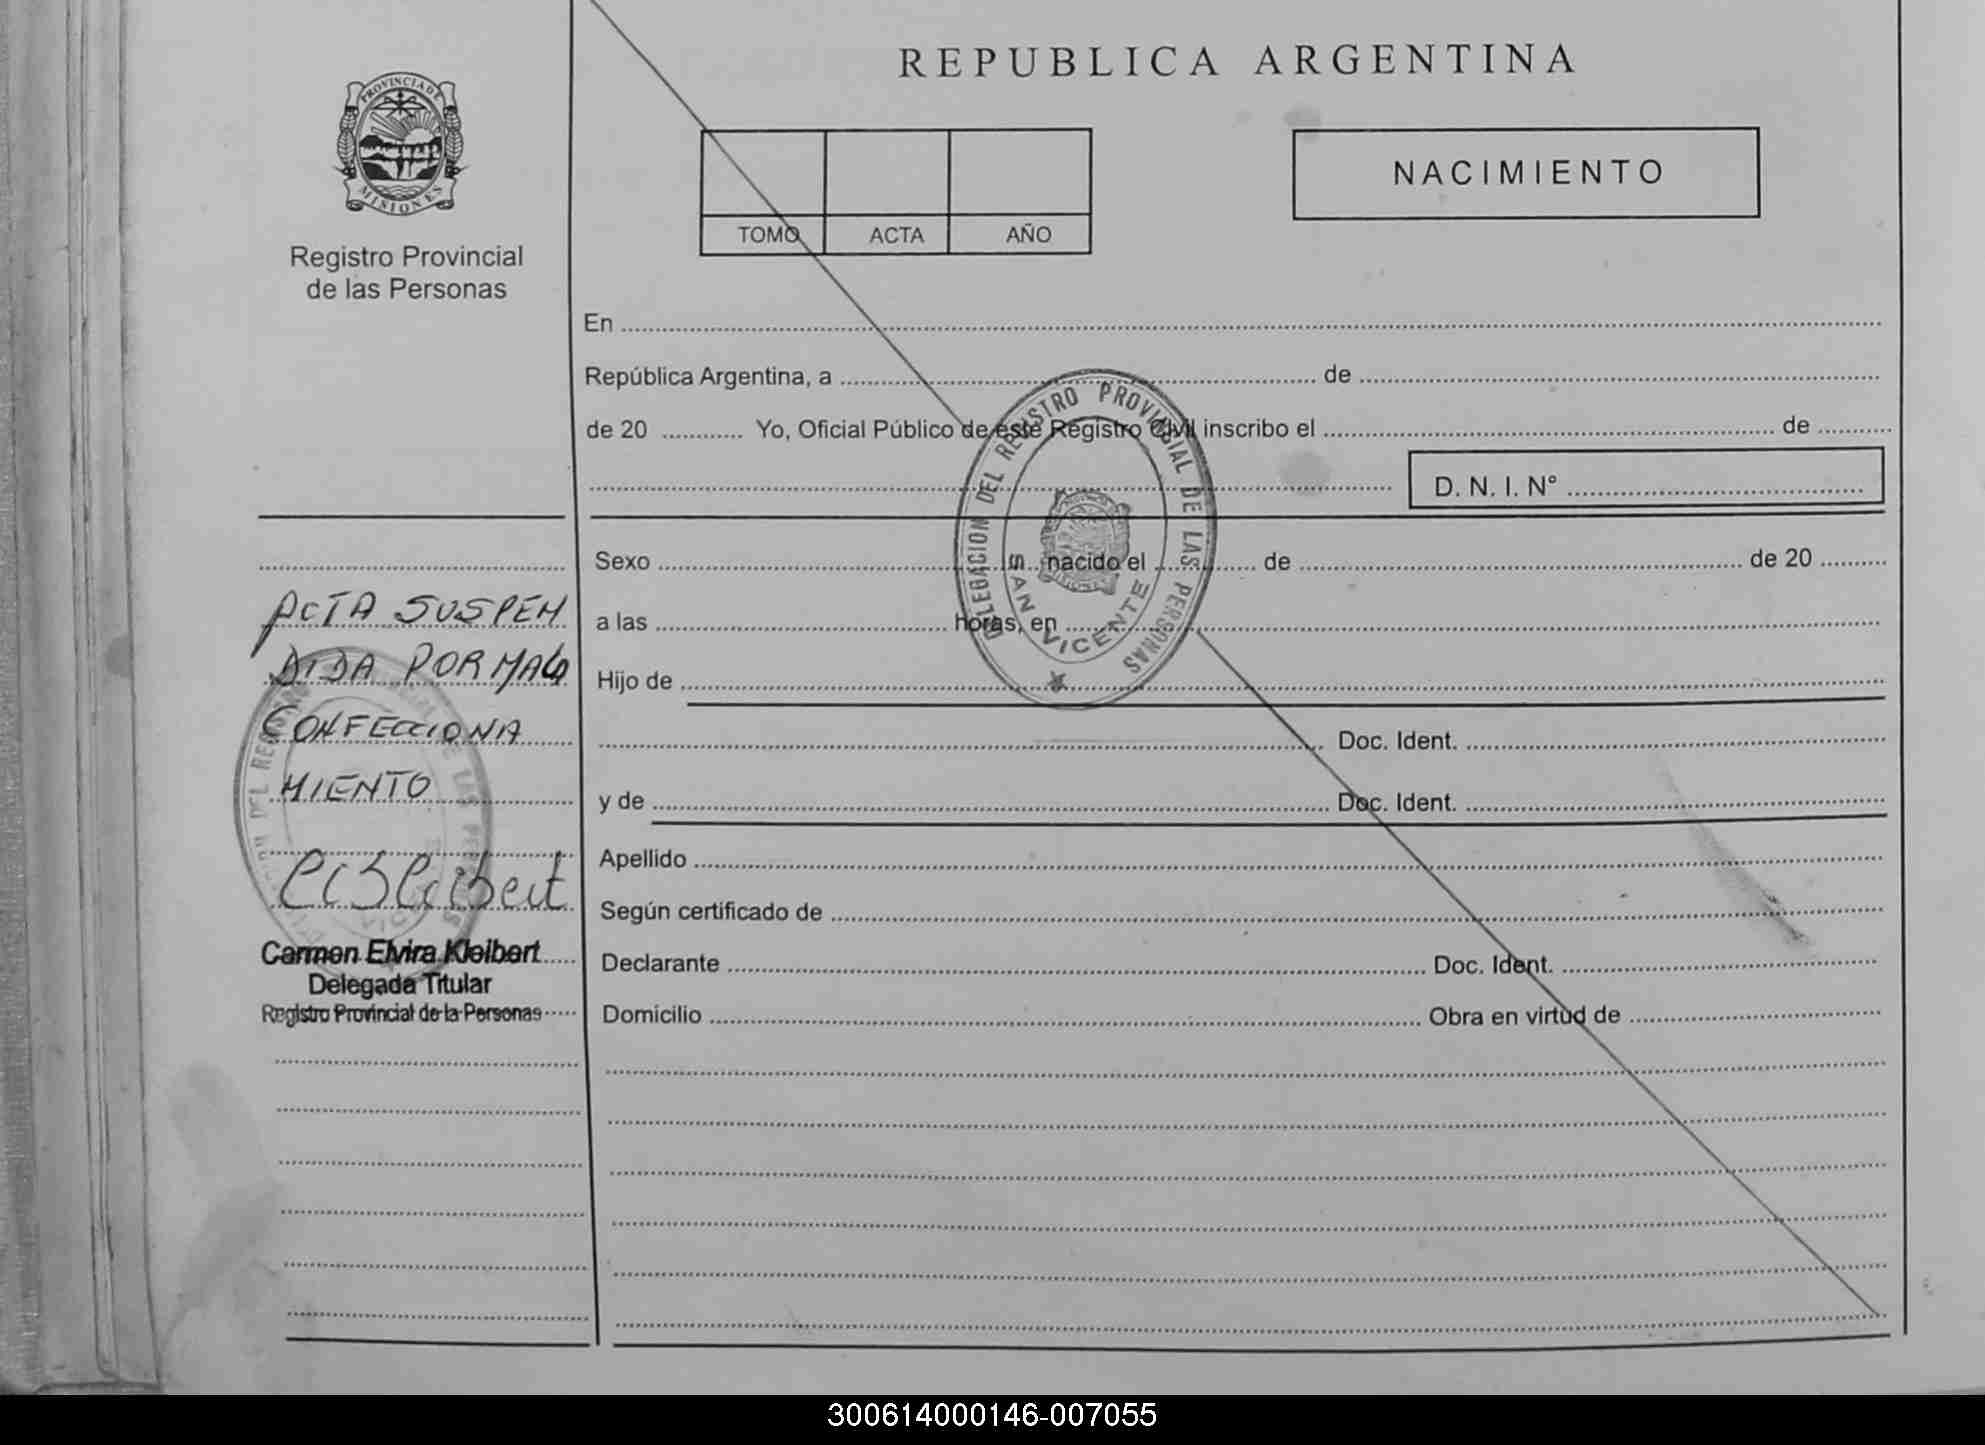 PROVINCIA DE
MISIONES
Registro Provincial
de las Personas
ACTA SUSPEN
DIDA POR MALO
CONFECCIONA
MIENTO
Carmen Elvira Kleibert
Delegada Titular
Registro Provincial de la Personas
REPUBLICA ARGENTINA
TOMO ACTA AÑO
NACIMIENTO
En
República Argentina, a de
de 20 Yo, Oficial Público de este Registro Civil inscribo el de
D. N. I. N°
DELEGACION DEL REGISTRO PROVINCIAL DE LAS PERSONAS
SAN VICENTE
Sexo nacido el de de 20
a las horas, en
Hijo de
Doc. Ident.
y de Doc. Ident.
Apellido
Según certificado de
Declarante Doc. Ident.
Domicilio Obra en virtud de
300614000146-007055